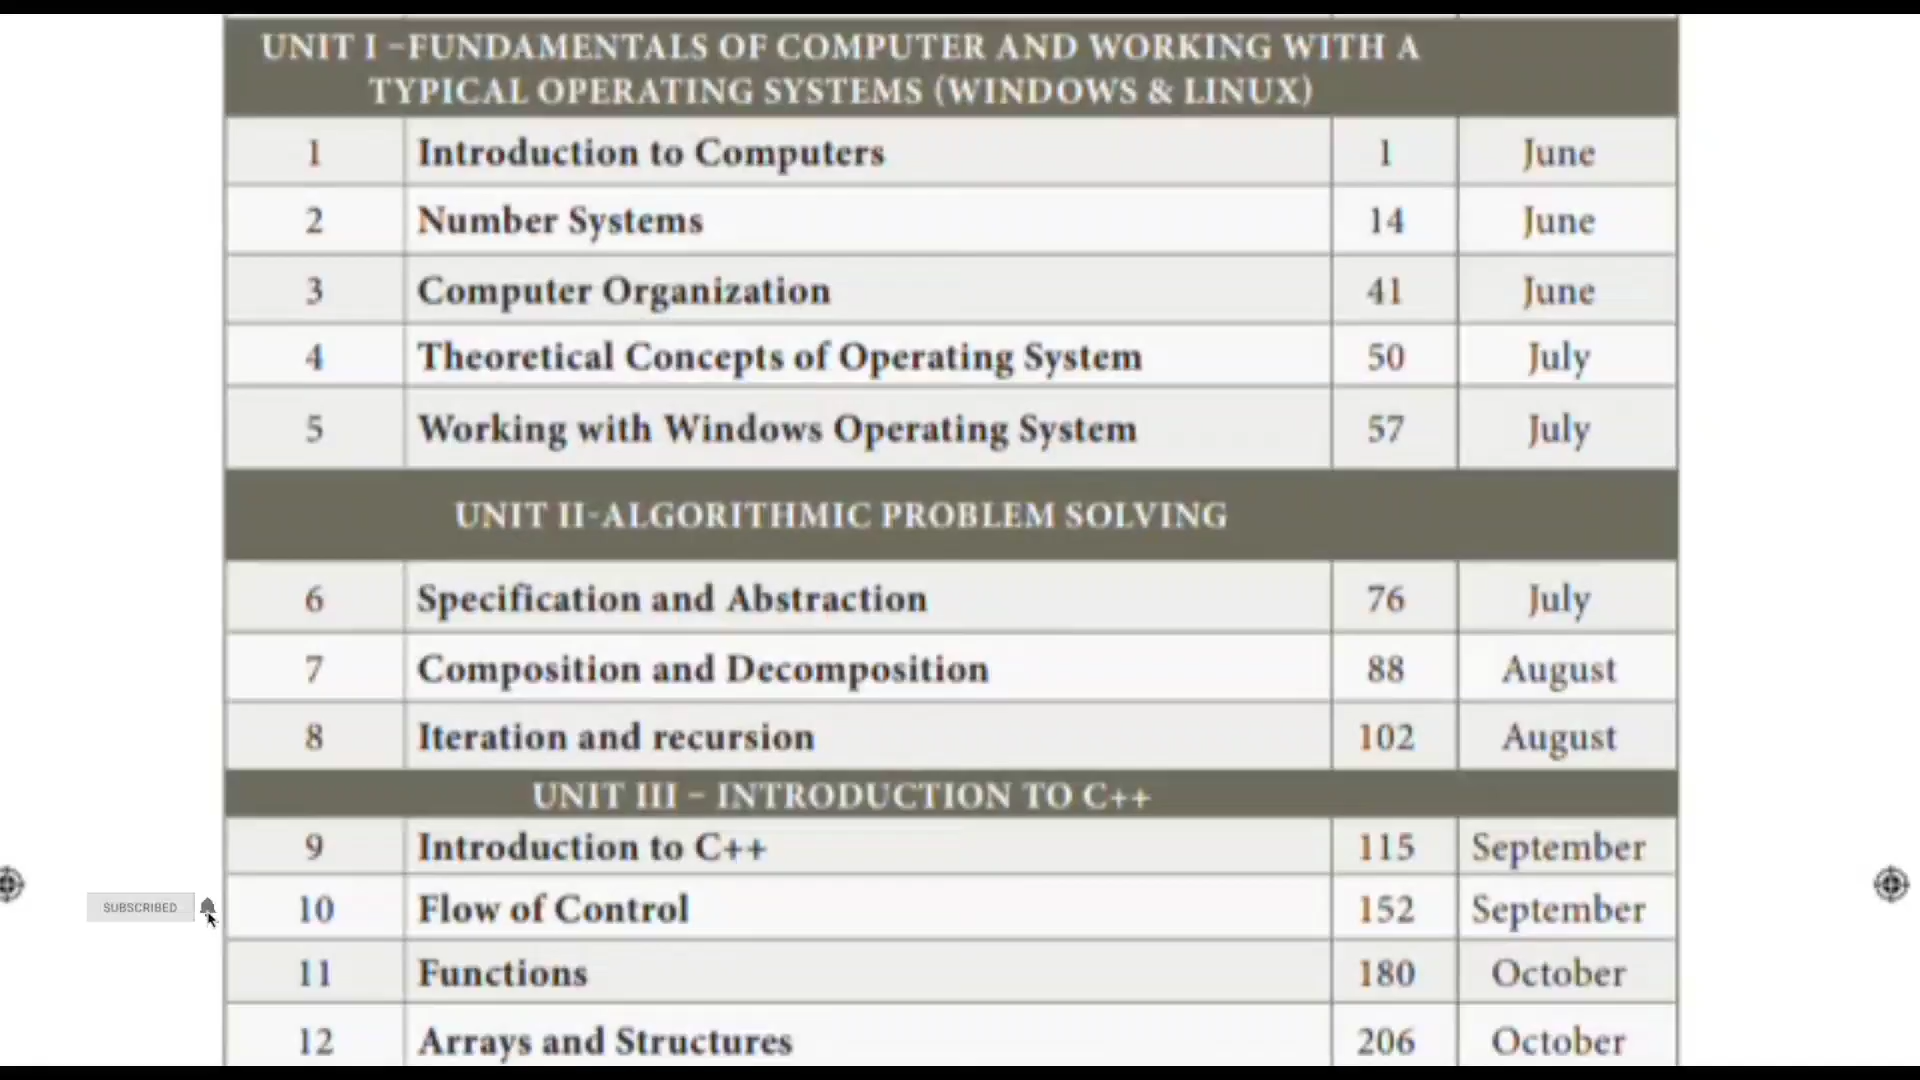 UNIT I –FUNDAMENTALS OF COMPUTER AND WORKING WITH A
TYPICAL OPERATING SYSTEMS (WINDOWS & LINUX)
1 Introduction to Computers 1 June
2 Number Systems 14 June
3 Computer Organization 41 June
4 Theoretical Concepts of Operating System 50 July
5 Working with Windows Operating System 57 July
UNIT II-ALGORITHMIC PROBLEM SOLVING
6 Specification and Abstraction 76 July
7 Composition and Decomposition 88 August
8 Iteration and recursion 102 August
UNIT III – INTRODUCTION TO C++
9 Introduction to C++ 115 September
10 Flow of Control 152 September
11 Functions 180 October
12 Arrays and Structures 206 October
SUBSCRIBED